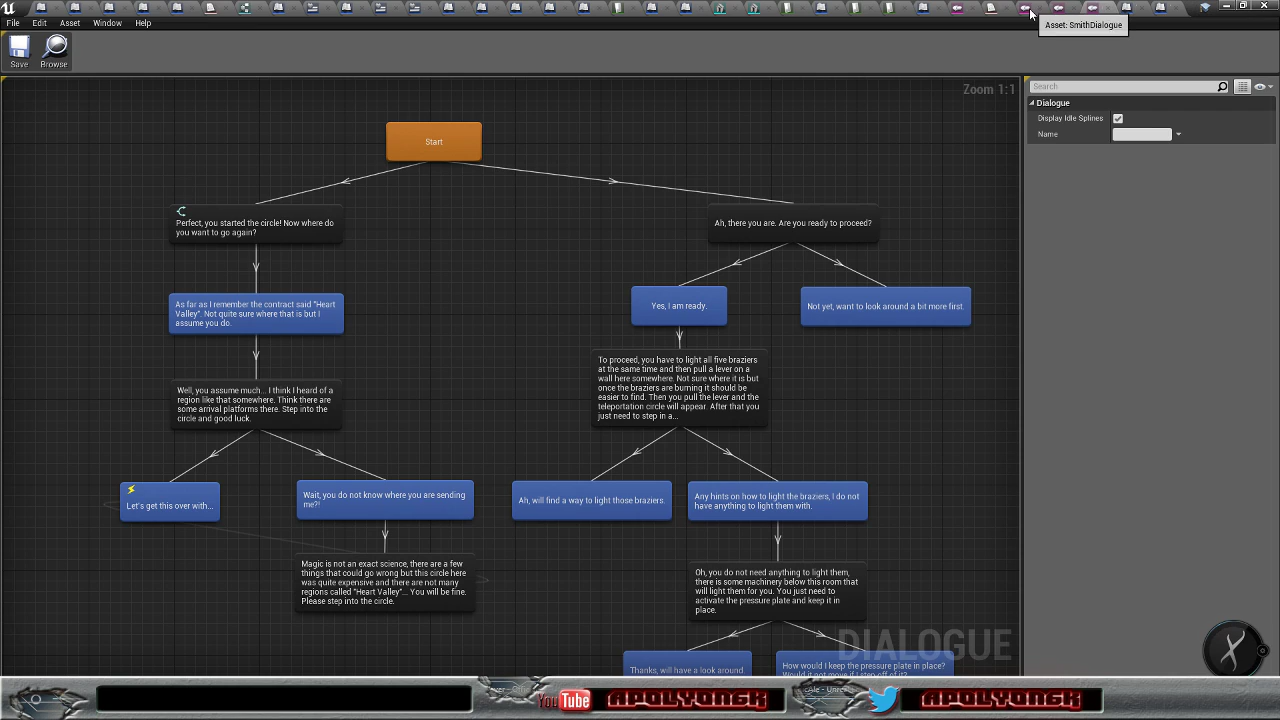 Asset: SmithDialogue
File Edit Asset Window Help
Save Browse
Zoom 1:1
Search
Dialogue
Display Idle Splines
Name
Start
Perfect, you started the circle! Now where do
you want to go again?
Ah, there you are. Are you ready to proceed?
As far as I remember the contract said "Heart
Valley". Not quite sure where that is but I
assume you do.
Yes, I am ready.
Not yet, want to look around a bit more first.
To proceed, you have to light all five braziers
at the same time and then pull a lever on a
wall here somewhere. Not sure where it is but
once the braziers are burning it should be
easier to find. Then you pull the lever and the
teleportation circle will appear. After that you
just need to step in a...
Well, you assume much... I think I heard of a
region like that somewhere. Think there are
some arrival platforms there. Step into the
circle and good luck.
Let's get this over with...
Wait, you do not know where you are sending
me?!
Ah, will find a way to light those braziers.
Any hints on how to light the braziers, I do not
have anything to light them with.
Magic is not an exact science, there are a few
things that could go wrong but this circle here
was quite expensive and there are not many
regions called "Heart Valley"... You will be fine.
Please step into the circle.
Oh, you do not need anything to light them,
there is some machinery below this room that
will light them for you. You just need to
activate the pressure plate and keep it in
place.
Thanks, will have a look around.
How would I keep the pressure plate in place?
Would it not move if I step off of it?
DIALOGUE
YouTube APOLYON6K
APOLYON6K